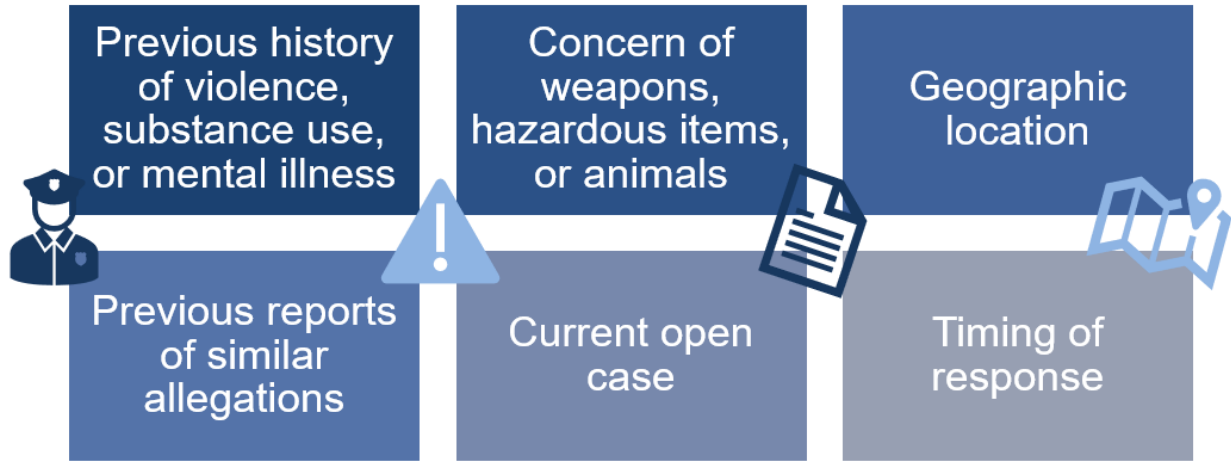 Previous history
of violence,
substance use,
or mental illness
Concern of
weapons,
hazardous items,
or animals
Geographic
location
Previous reports
of similar
allegations
Current open
case
Timing of
response